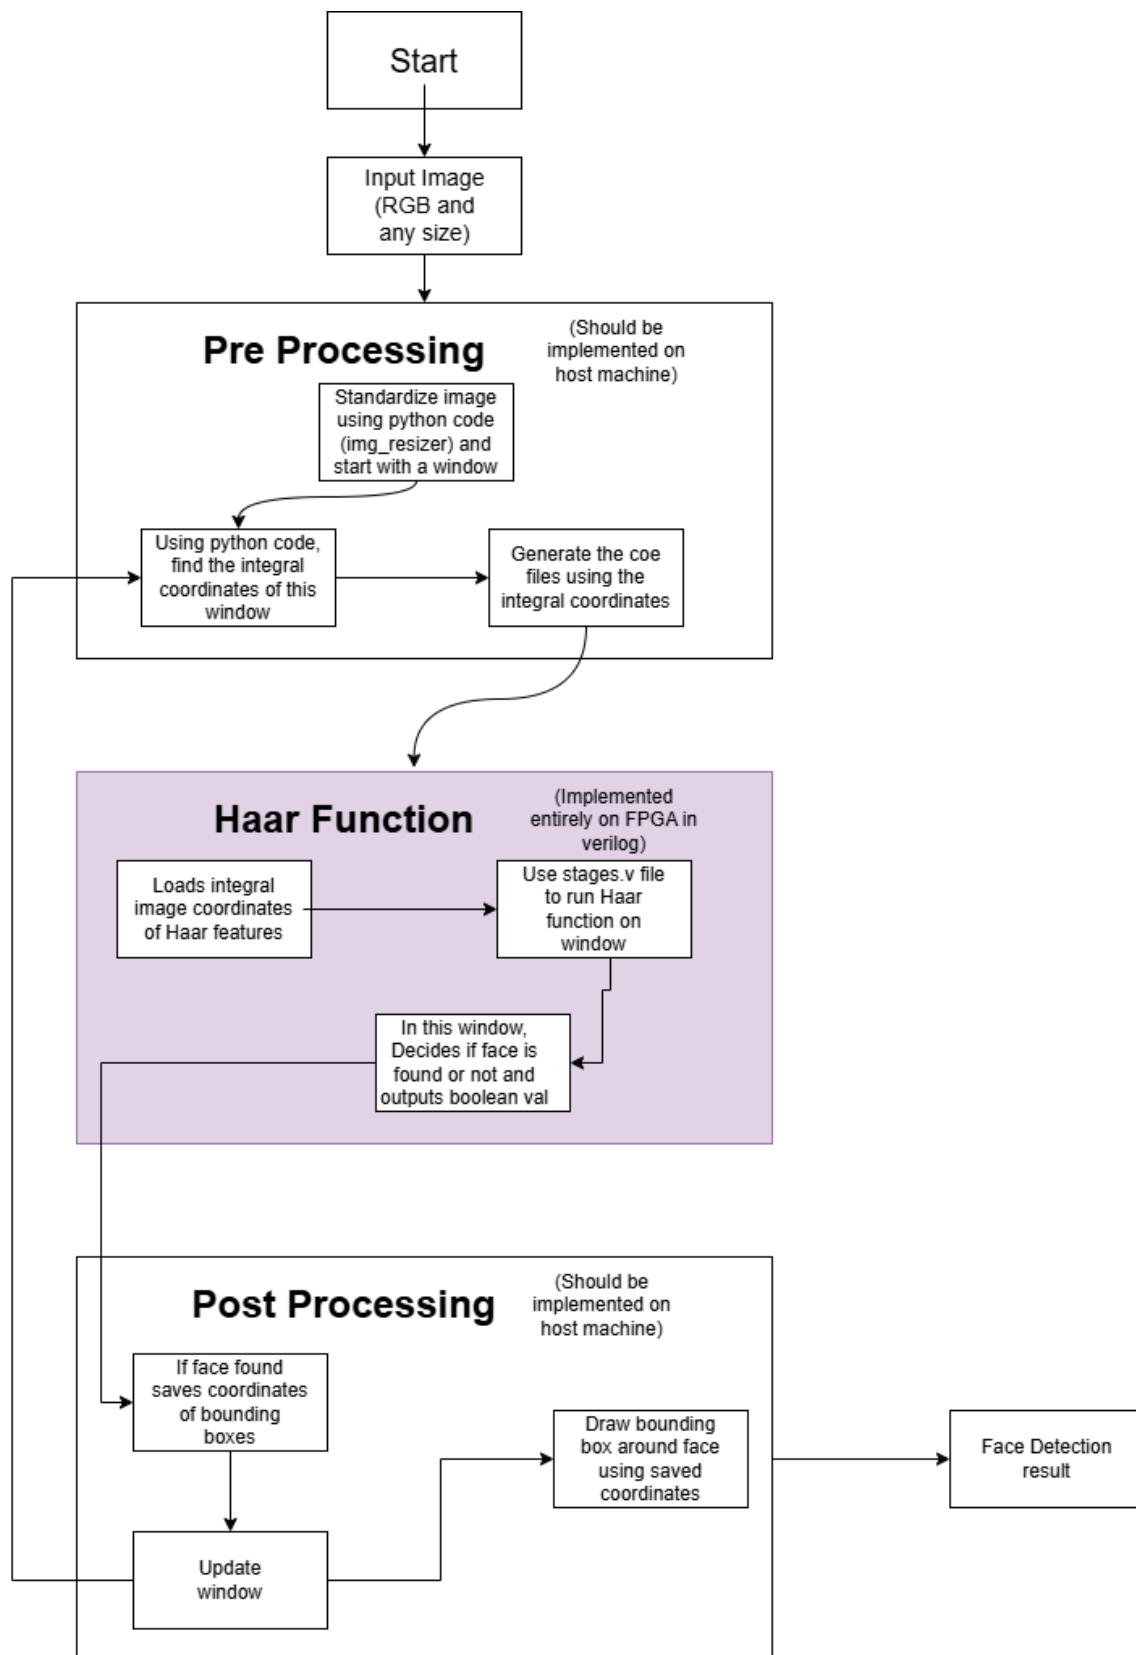 Start
Input Image
(RGB and
any size)
Pre Processing
(Should be
implemented on
host machine)
Standardize image
using python code
(img_resizer) and
start with a window
Using python code,
find the integral
coordinates of this
window
Generate the coe
files using the
integral coordinates
Haar Function
(Implemented
entirely on FPGA in
verilog)
Loads integral
image coordinates
of Haar features
Use stages.v file
to run Haar
function on
window
In this window,
Decides if face is
found or not and
outputs boolean val
Post Processing
(Should be
implemented on
host machine)
If face found
saves coordinates
of bounding
boxes
Draw bounding
box around face
using saved
coordinates
Face Detection
result
Update
window